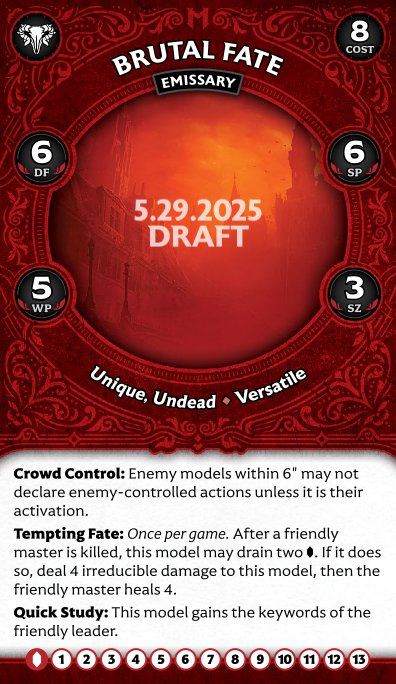 8
COST
BRUTAL FATE
EMISSARY
6
DF
6
SP
5.29.2025
DRAFT
5
WP
3
SZ
Unique, Undead ◆ Versatile
Crowd Control: Enemy models within 6" may not
declare enemy-controlled actions unless it is their
activation.
Tempting Fate: Once per game. After a friendly
master is killed, this model may drain two ⬮. If it does
so, deal 4 irreducible damage to this model, then the
friendly master heals 4.
Quick Study: This model gains the keywords of the
friendly leader.
1 2 3 4 5 6 7 8 9 10 11 12 13